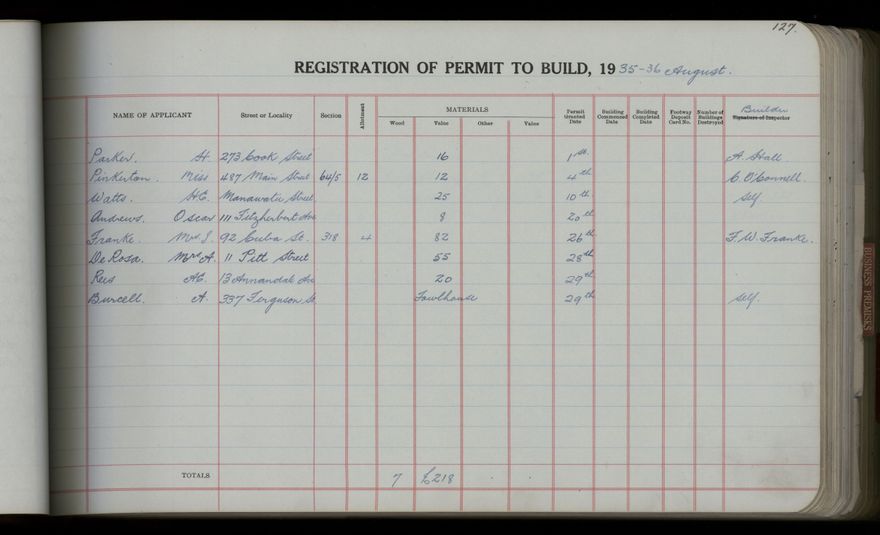 127.
REGISTRATION OF PERMIT TO BUILD, 1935-36 August.
NAME OF APPLICANT Street or Locality Section Allotment MATERIALS Wood Value Other Value Permit Granted Date Building Commenced Date Building Completed Date Footway Deposit Card No. Number of Buildings Destroyed Builder Signature of Inspector
Parker. H. 273 Cook Street 16 1st. A. Hall
Pinkerton. Miss 487 Main Street 64/5 12 12 4th C. O'Connell.
Watts. H.C. Manawatu Street 25 10th. Self
Andrews. Oscar 111 Fitzherbert Ave 8 20th
Franke. Mrs J. 92 Cuba St. 318 4 82 26th F. W. Franke.
De Rosa. Mrs A. 11 Pitt Street 55 28th
Rees 13 Annandale Ave 20 29th
Burcell. A. 337 Ferguson St Fowlhouse 29th Self.
TOTALS 7 £218
BUSINESS PREMISES